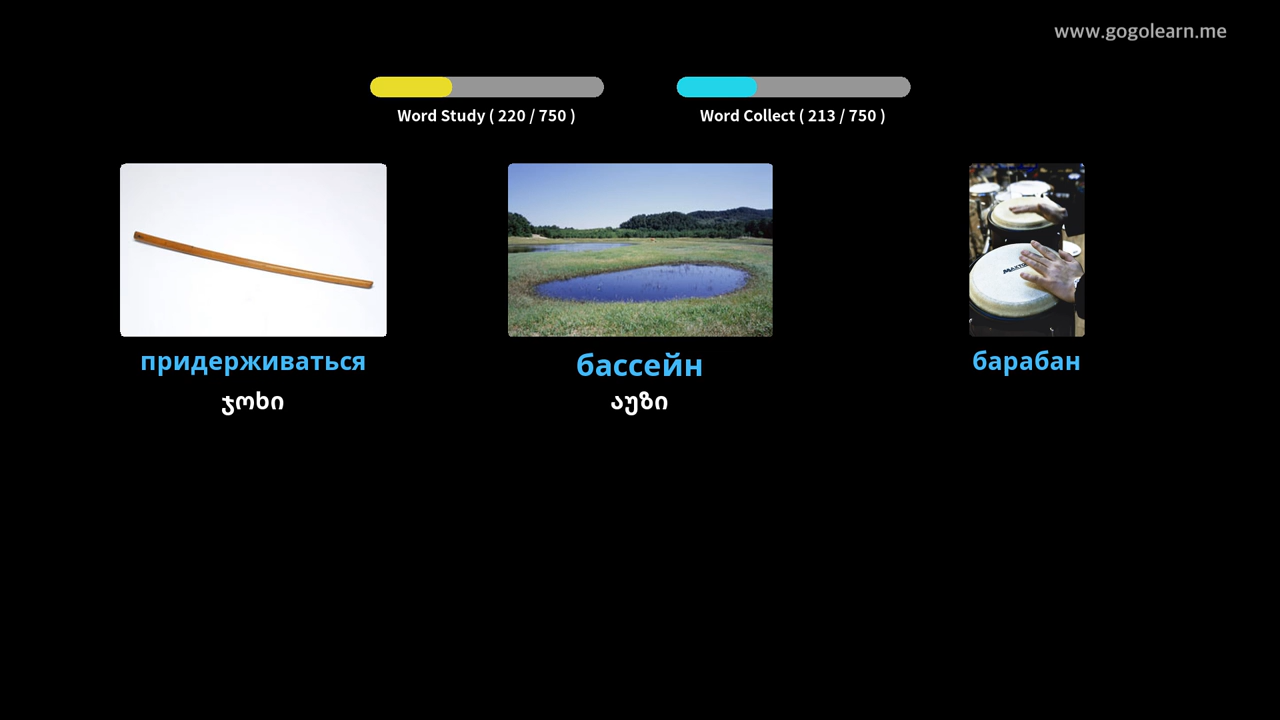 www.gogolearn.me
Word Study ( 220 / 750 )
Word Collect ( 213 / 750 )
придерживаться
бассейн
барабан
ჯოხი
აუზი